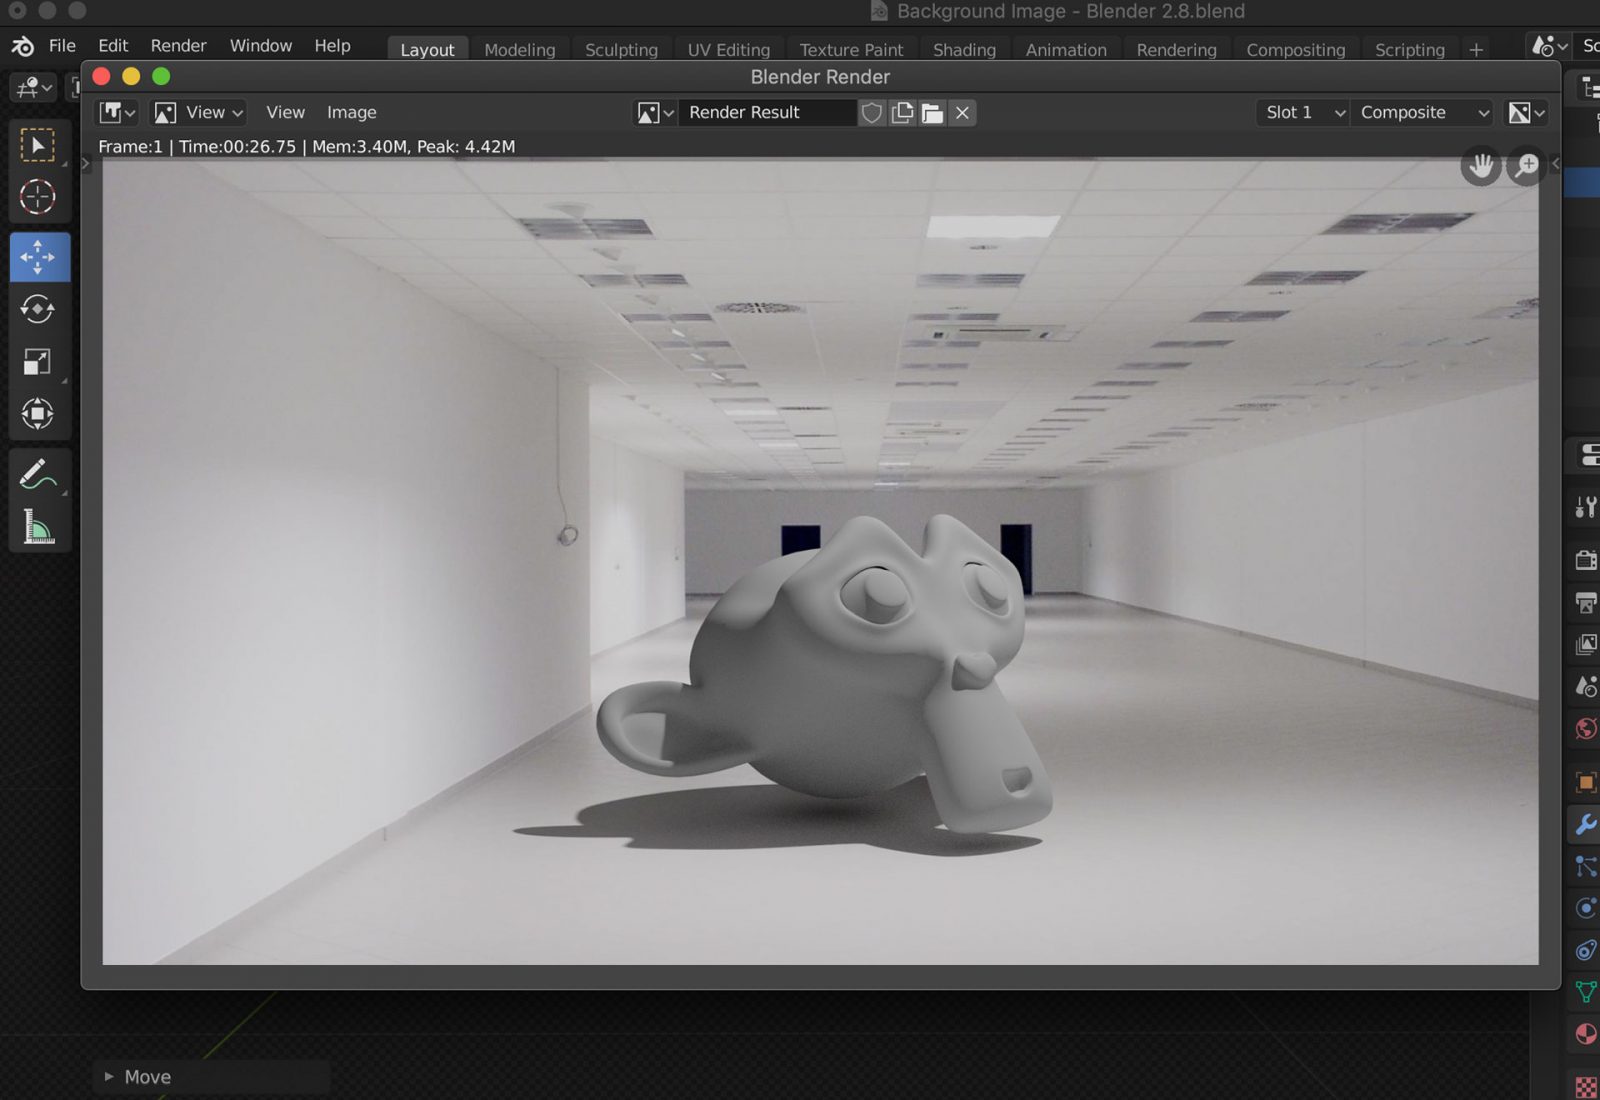 Background Image - Blender 2.8.blend
File Edit Render Window Help Layout Modeling Sculpting UV Editing Texture Paint Shading Animation Rendering Compositing Scripting + Sc
Blender Render
View View Image Render Result Slot 1 Composite
Frame:1 | Time:00:26.75 | Mem:3.40M, Peak: 4.42M
Move